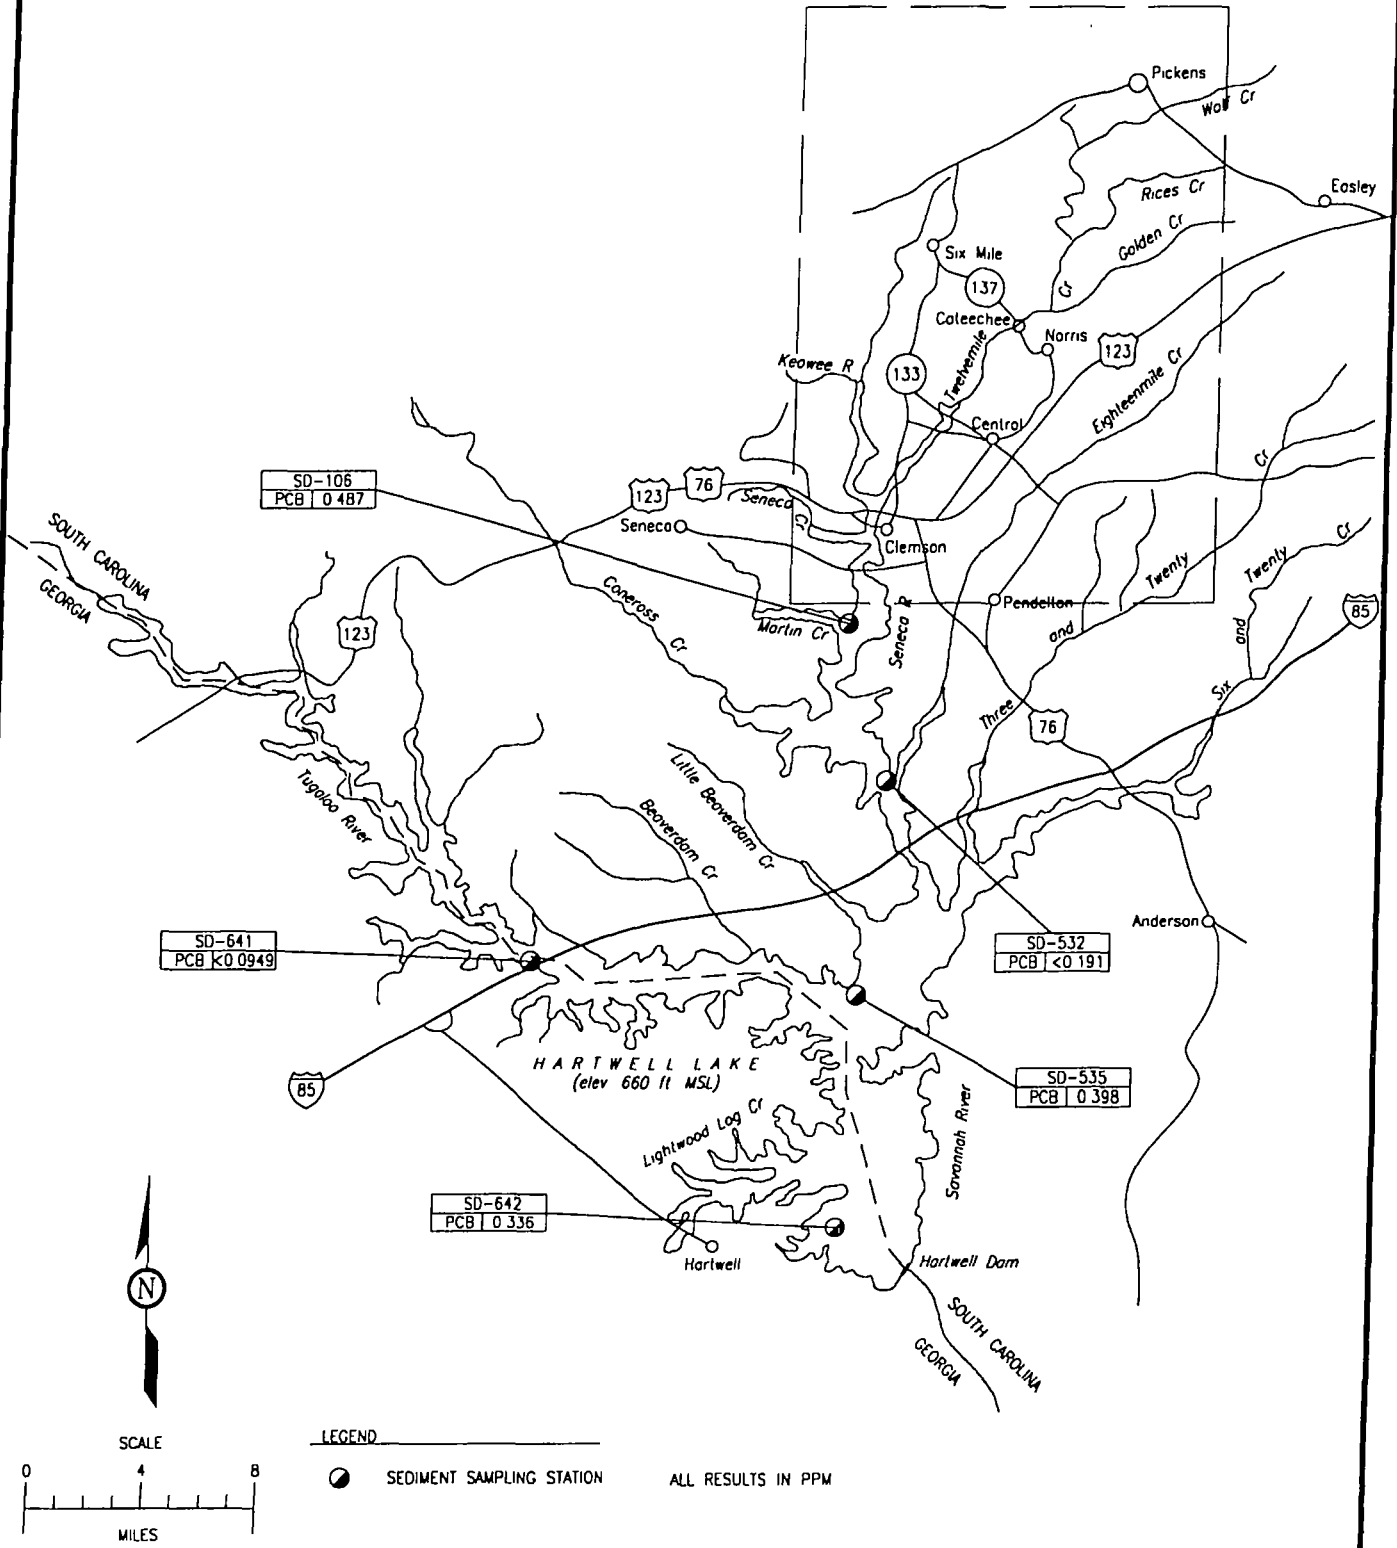 Pickens
Wolf Cr
Rices Cr
Easley
Golden Cr
Six Mile
137
Cr
Cateechee
Norris
123
Keowee R
133
Twelvemile
Eighteenmile Cr
Central
SD-106
PCB 0 487
123
76
Seneca
Cr
Seneca
Clemson
Cr
Twenty
and
Three
Twenty Cr
and
Six
SOUTH CAROLINA
GEORGIA
Coneross Cr
Pendleton
85
123
Martin Cr
Seneca R
76
Tugaloo River
Little Beaverdam Cr
Beaverdam Cr
Anderson
SD-641
PCB <0 0949
SD-532
PCB <0 191
HARTWELL LAKE
(elev 660 ft MSL)
85
SD-535
PCB 0 398
Lightwood Log Cr
Savannah River
SD-642
PCB 0 336
Hartwell
Hartwell Dam
SOUTH CAROLINA
GEORGIA
N
SCALE
0 4 8
MILES
LEGEND
SEDIMENT SAMPLING STATION ALL RESULTS IN PPM